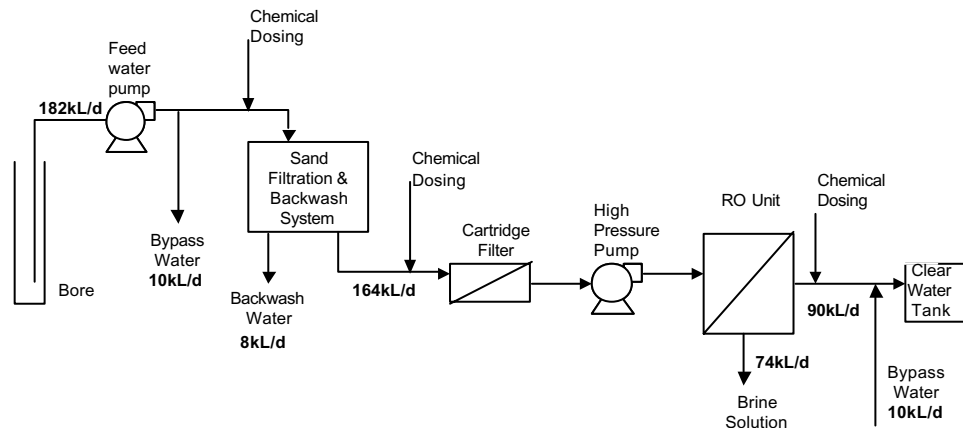 Chemical
Dosing
Feed
water
pump
182kL/d
Bore
Bypass
Water
10kL/d
Sand
Filtration &
Backwash
System
Backwash
Water
8kL/d
Chemical
Dosing
164kL/d
Cartridge
Filter
High
Pressure
Pump
RO Unit
74kL/d
Brine
Solution
Chemical
Dosing
90kL/d
Clear
Water
Tank
Bypass
Water
10kL/d